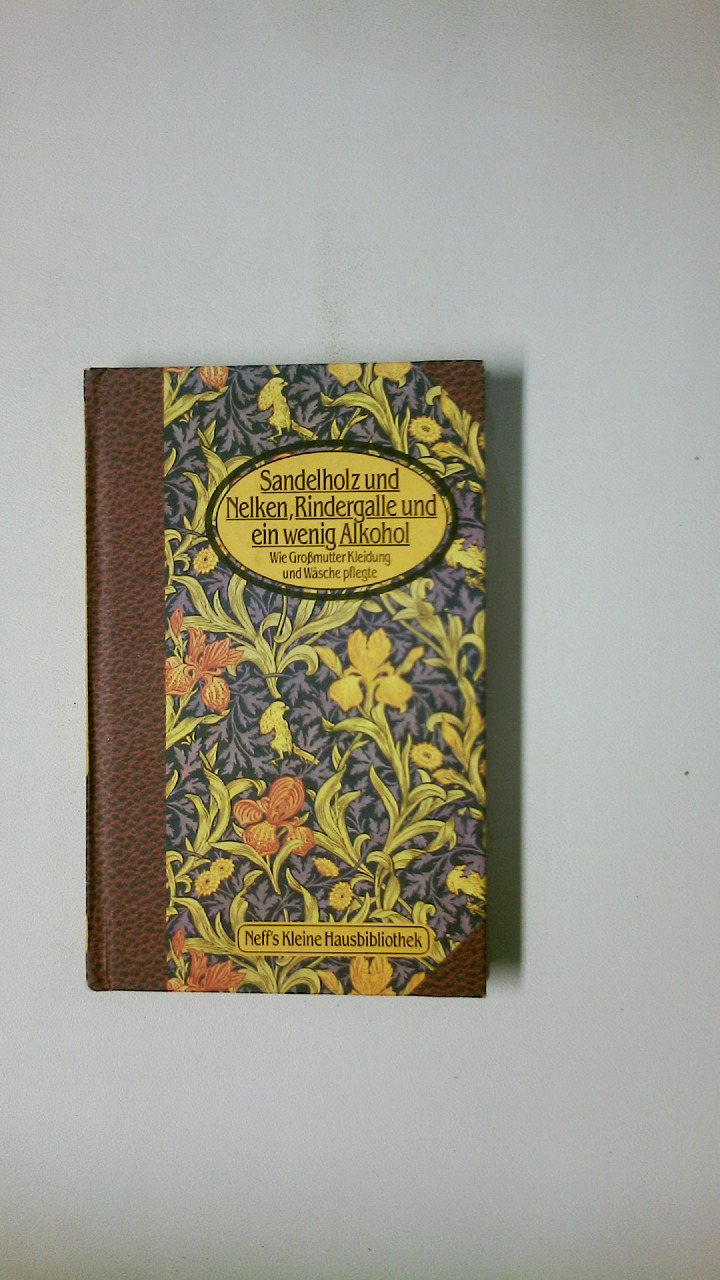 Sandelholz und
Nelken, Rindergalle und
ein wenig Alkohol
Wie Großmutter Kleidung
und Wäsche pflegte
Neff's Kleine Hausbibliothek